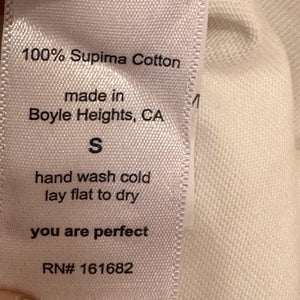 100% Supima Cotton
made in
Boyle Heights, CA
S
hand wash cold
lay flat to dry
you are perfect
RN# 161682